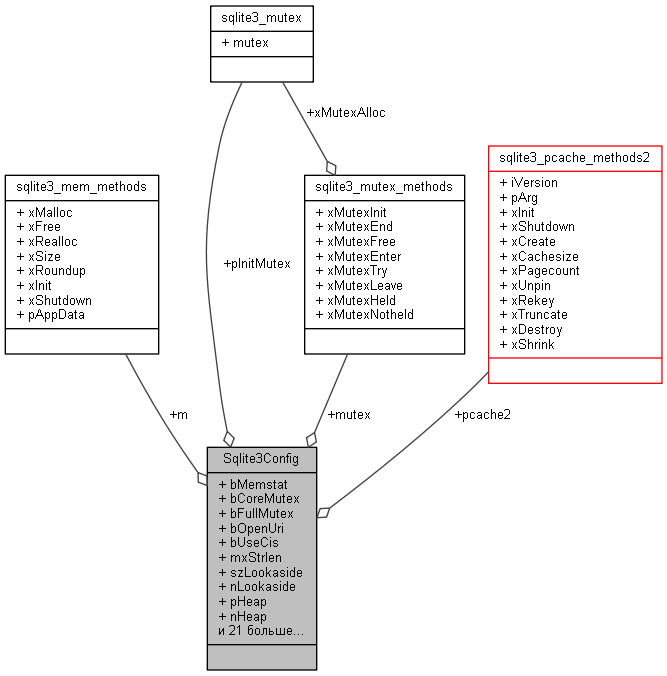 sqlite3_mutex
+ mutex
+xMutexAlloc
sqlite3_mem_methods
+ xMalloc
+ xFree
+ xRealloc
+ xSize
+ xRoundup
+ xInit
+ xShutdown
+ pAppData
sqlite3_mutex_methods
+ xMutexInit
+ xMutexEnd
+ xMutexFree
+ xMutexEnter
+ xMutexTry
+ xMutexLeave
+ xMutexHeld
+ xMutexNotheld
sqlite3_pcache_methods2
+ iVersion
+ pArg
+ xInit
+ xShutdown
+ xCreate
+ xCachesize
+ xPagecount
+ xUnpin
+ xRekey
+ xTruncate
+ xDestroy
+ xShrink
+pInitMutex
+m
+mutex
+pcache2
Sqlite3Config
+ bMemstat
+ bCoreMutex
+ bFullMutex
+ bOpenUri
+ bUseCis
+ mxStrlen
+ szLookaside
+ nLookaside
+ pHeap
+ nHeap
и 21 больше...